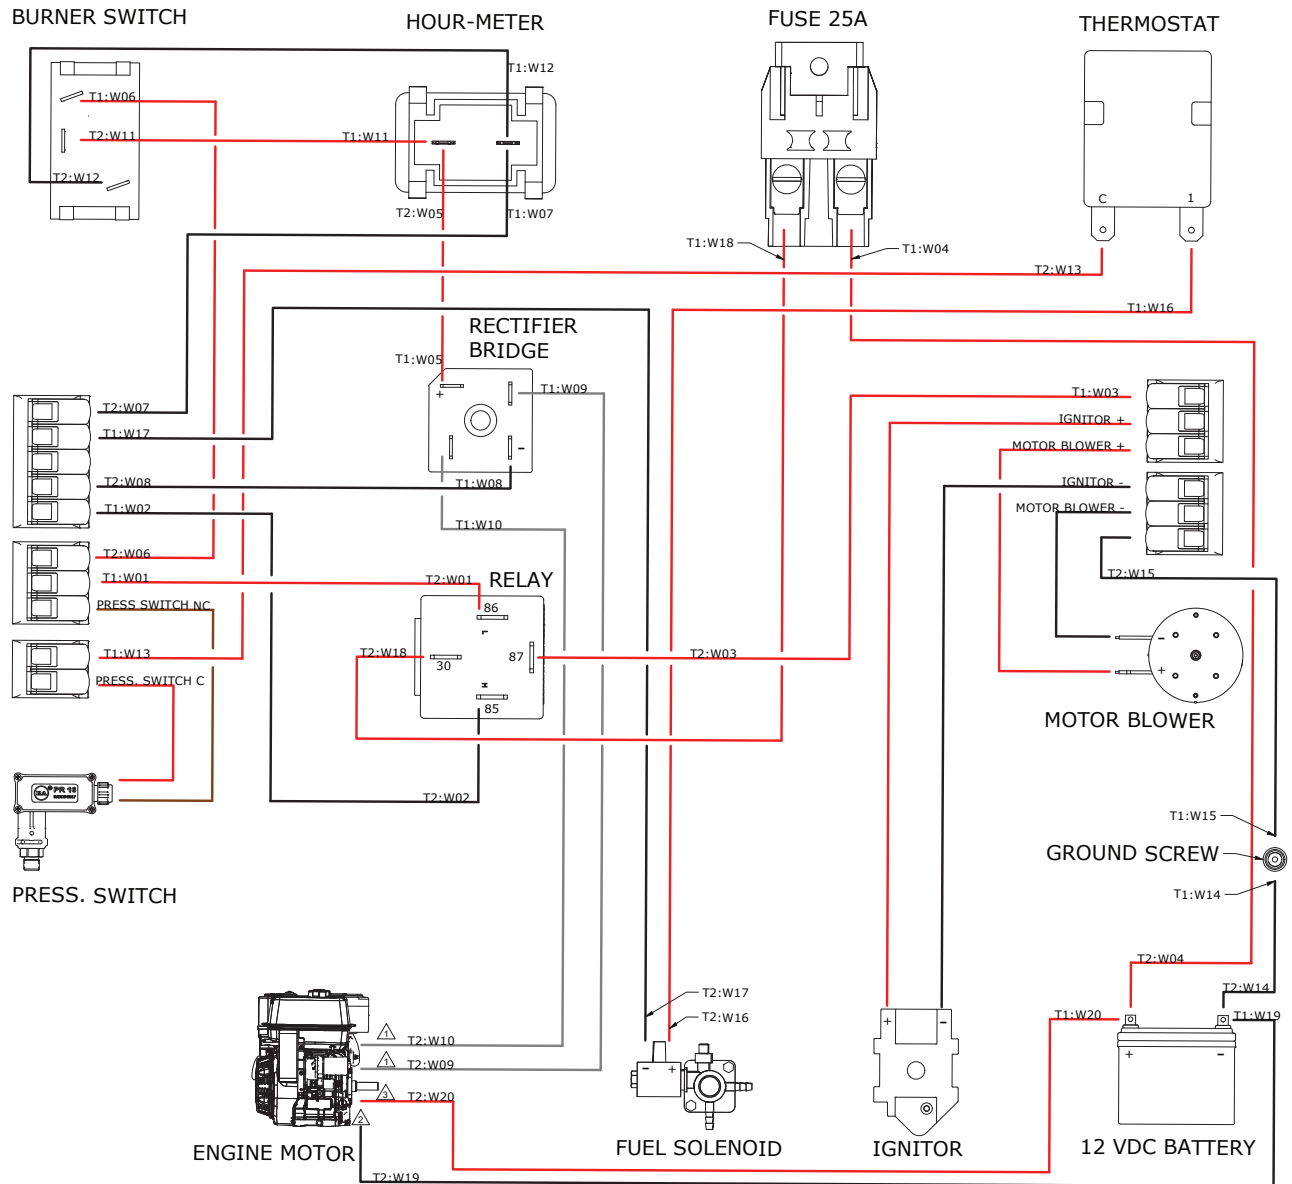 BURNER SWITCH
HOUR-METER
FUSE 25A
THERMOSTAT
T1:W12
T1:W06
T2:W11
T1:W11
T2:W12
T2:W05
T1:W07
C
1
T1:W18
T1:W04
T2:W13
T1:W16
RECTIFIER
BRIDGE
T1:W05
T1:W09
+
-
T1:W03
IGNITOR +
MOTOR BLOWER +
T2:W07
T1:W17
T2:W08
T1:W08
T1:W02
T1:W10
IGNITOR -
MOTOR BLOWER -
T2:W15
T2:W06
T1:W01
PRESS SWITCH NC
T2:W01
RELAY
86
87
30
85
T2:W18
T2:W03
T1:W13
PRESS. SWITCH C
-
+
MOTOR BLOWER
PR 16
T2:W02
PRESS. SWITCH
T1:W15
GROUND SCREW
T1:W14
T2:W04
T2:W14
T1:W20
T1:W19
T2:W17
T2:W16
1
T2:W10
1
T2:W09
3
T2:W20
2
- +
+ -
+ -
ENGINE MOTOR
FUEL SOLENOID
IGNITOR
12 VDC BATTERY
T2:W19